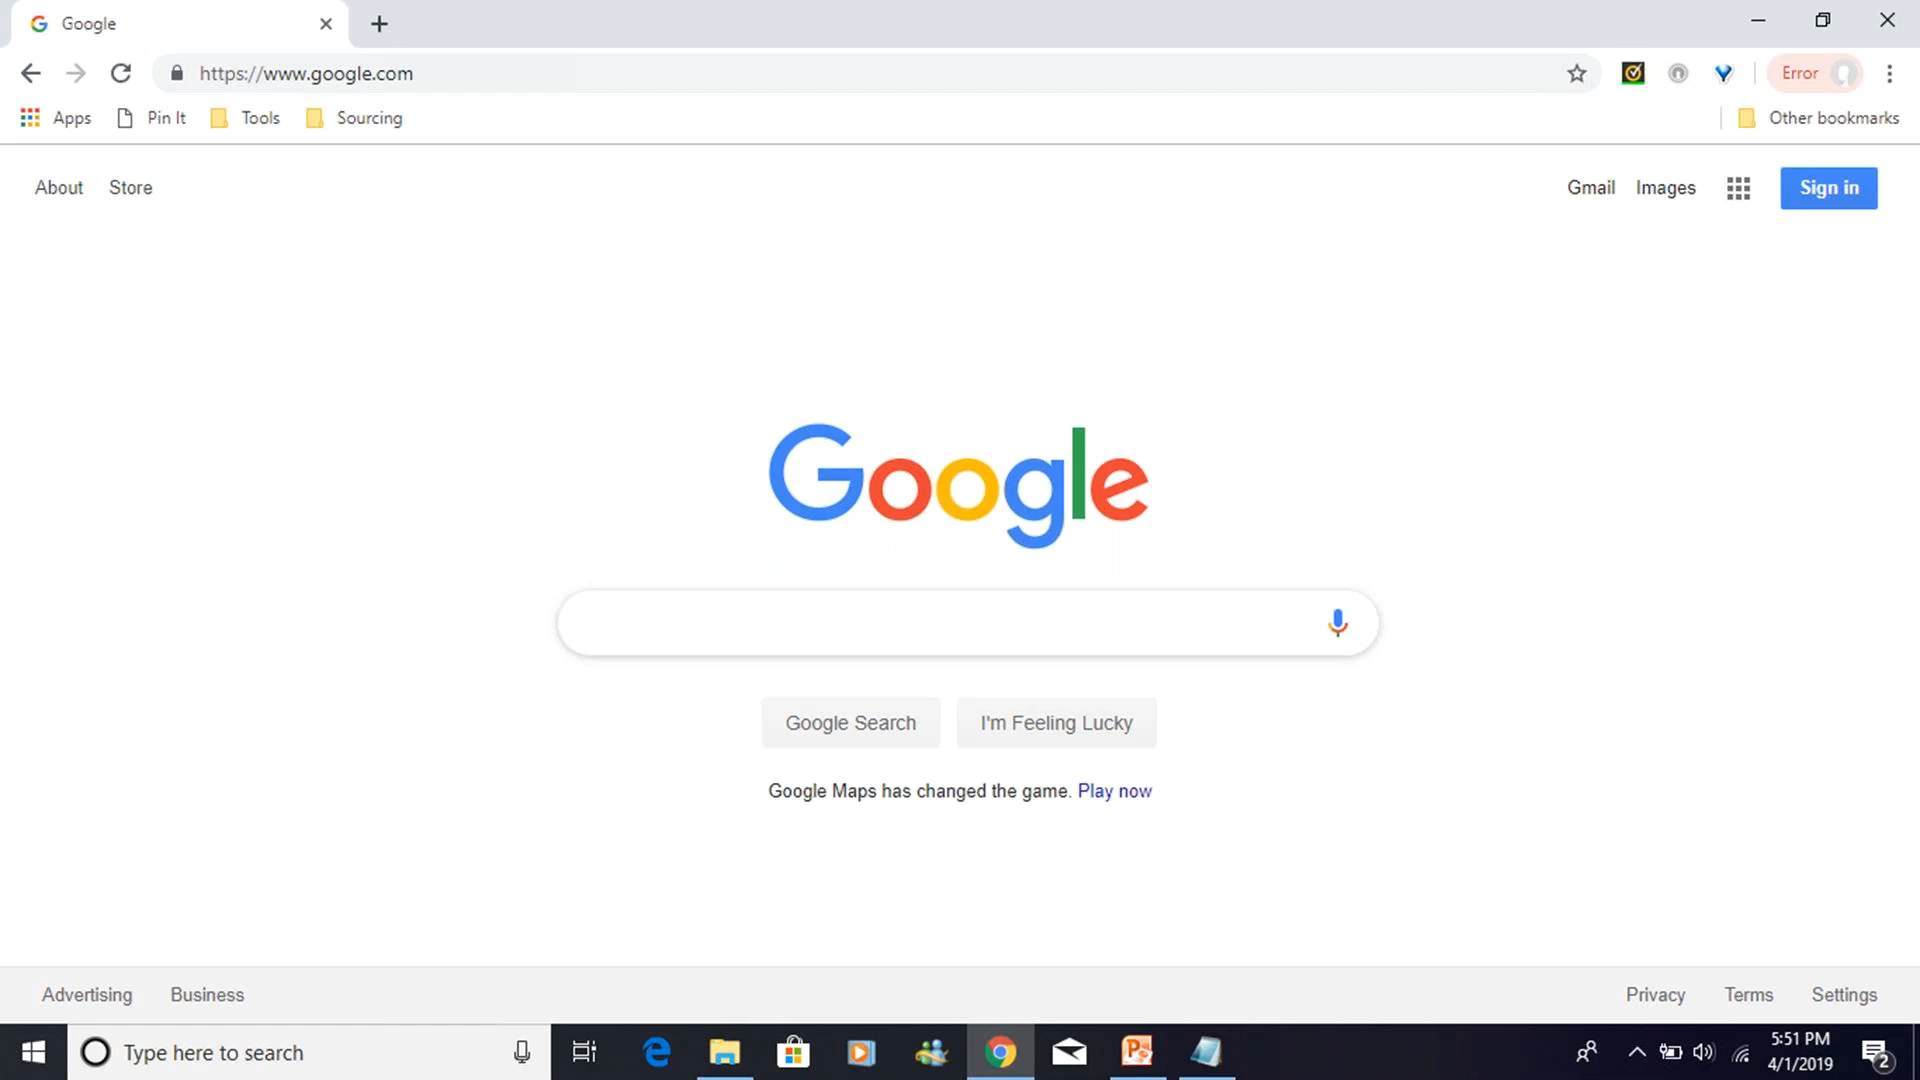 Google
https://www.google.com
Error
Apps
Pin It
Tools
Sourcing
Other bookmarks
About
Store
Gmail
Images
Sign in
Google
Google Search
I'm Feeling Lucky
Google Maps has changed the game. Play now
Advertising
Business
Privacy
Terms
Settings
Type here to search
5:51 PM
4/1/2019
2